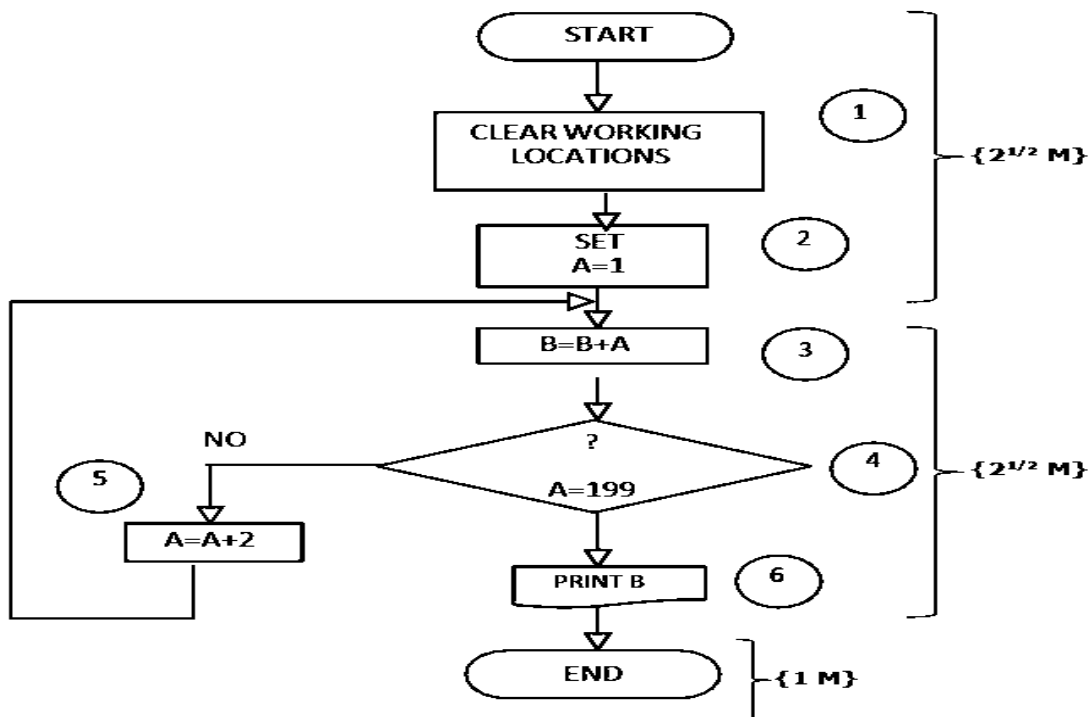 START
1
CLEAR WORKING
LOCATIONS
{2^1/2 M}
2
SET
A=1
B=B+A
3
NO
?
5
4
{2^1/2 M}
A=199
A=A+2
PRINT B
6
END
{1 M}